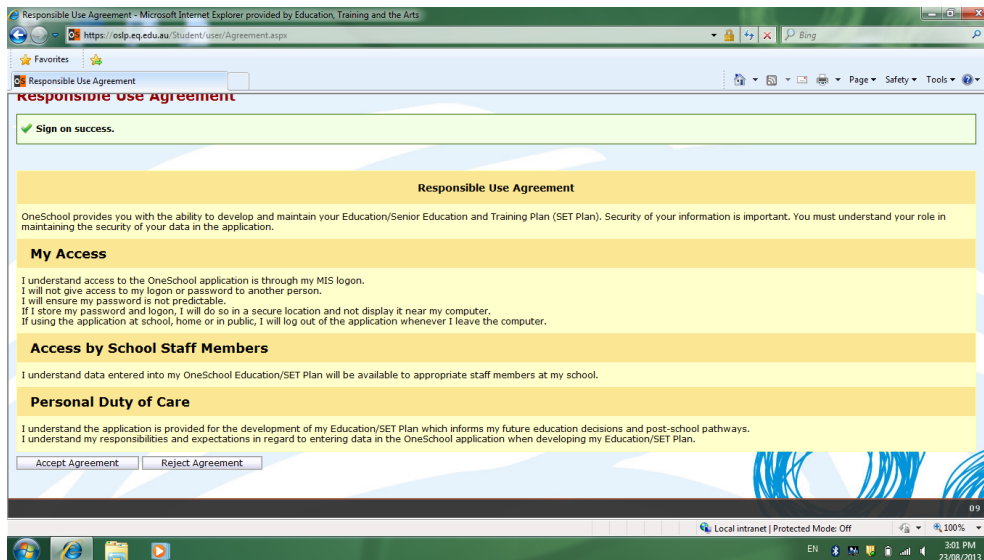 Responsible Use Agreement - Microsoft Internet Explorer provided by Education, Training and the Arts
https://oslp.eq.edu.au/Student/user/Agreement.aspx
Bing
Favorites
Responsible Use Agreement
Page Safety Tools
Responsible Use Agreement
Sign on success.
Responsible Use Agreement
OneSchool provides you with the ability to develop and maintain your Education/Senior Education and Training Plan (SET Plan). Security of your information is important. You must understand your role in
maintaining the security of your data in the application.
My Access
I understand access to the OneSchool application is through my MIS logon.
I will not give access to my logon or password to another person.
I will ensure my password is not predictable.
If I store my password and logon, I will do so in a secure location and not display it near my computer.
If using the application at school, home or in public, I will log out of the application whenever I leave the computer.
Access by School Staff Members
I understand data entered into my OneSchool Education/SET Plan will be available to appropriate staff members at my school.
Personal Duty of Care
I understand the application is provided for the development of my Education/SET Plan which informs my future education decisions and post-school pathways.
I understand my responsibilities and expectations in regard to entering data in the OneSchool application when developing my Education/SET Plan.
Accept Agreement Reject Agreement
09
Local intranet | Protected Mode: Off 100%
EN 3:01 PM
23/08/2013